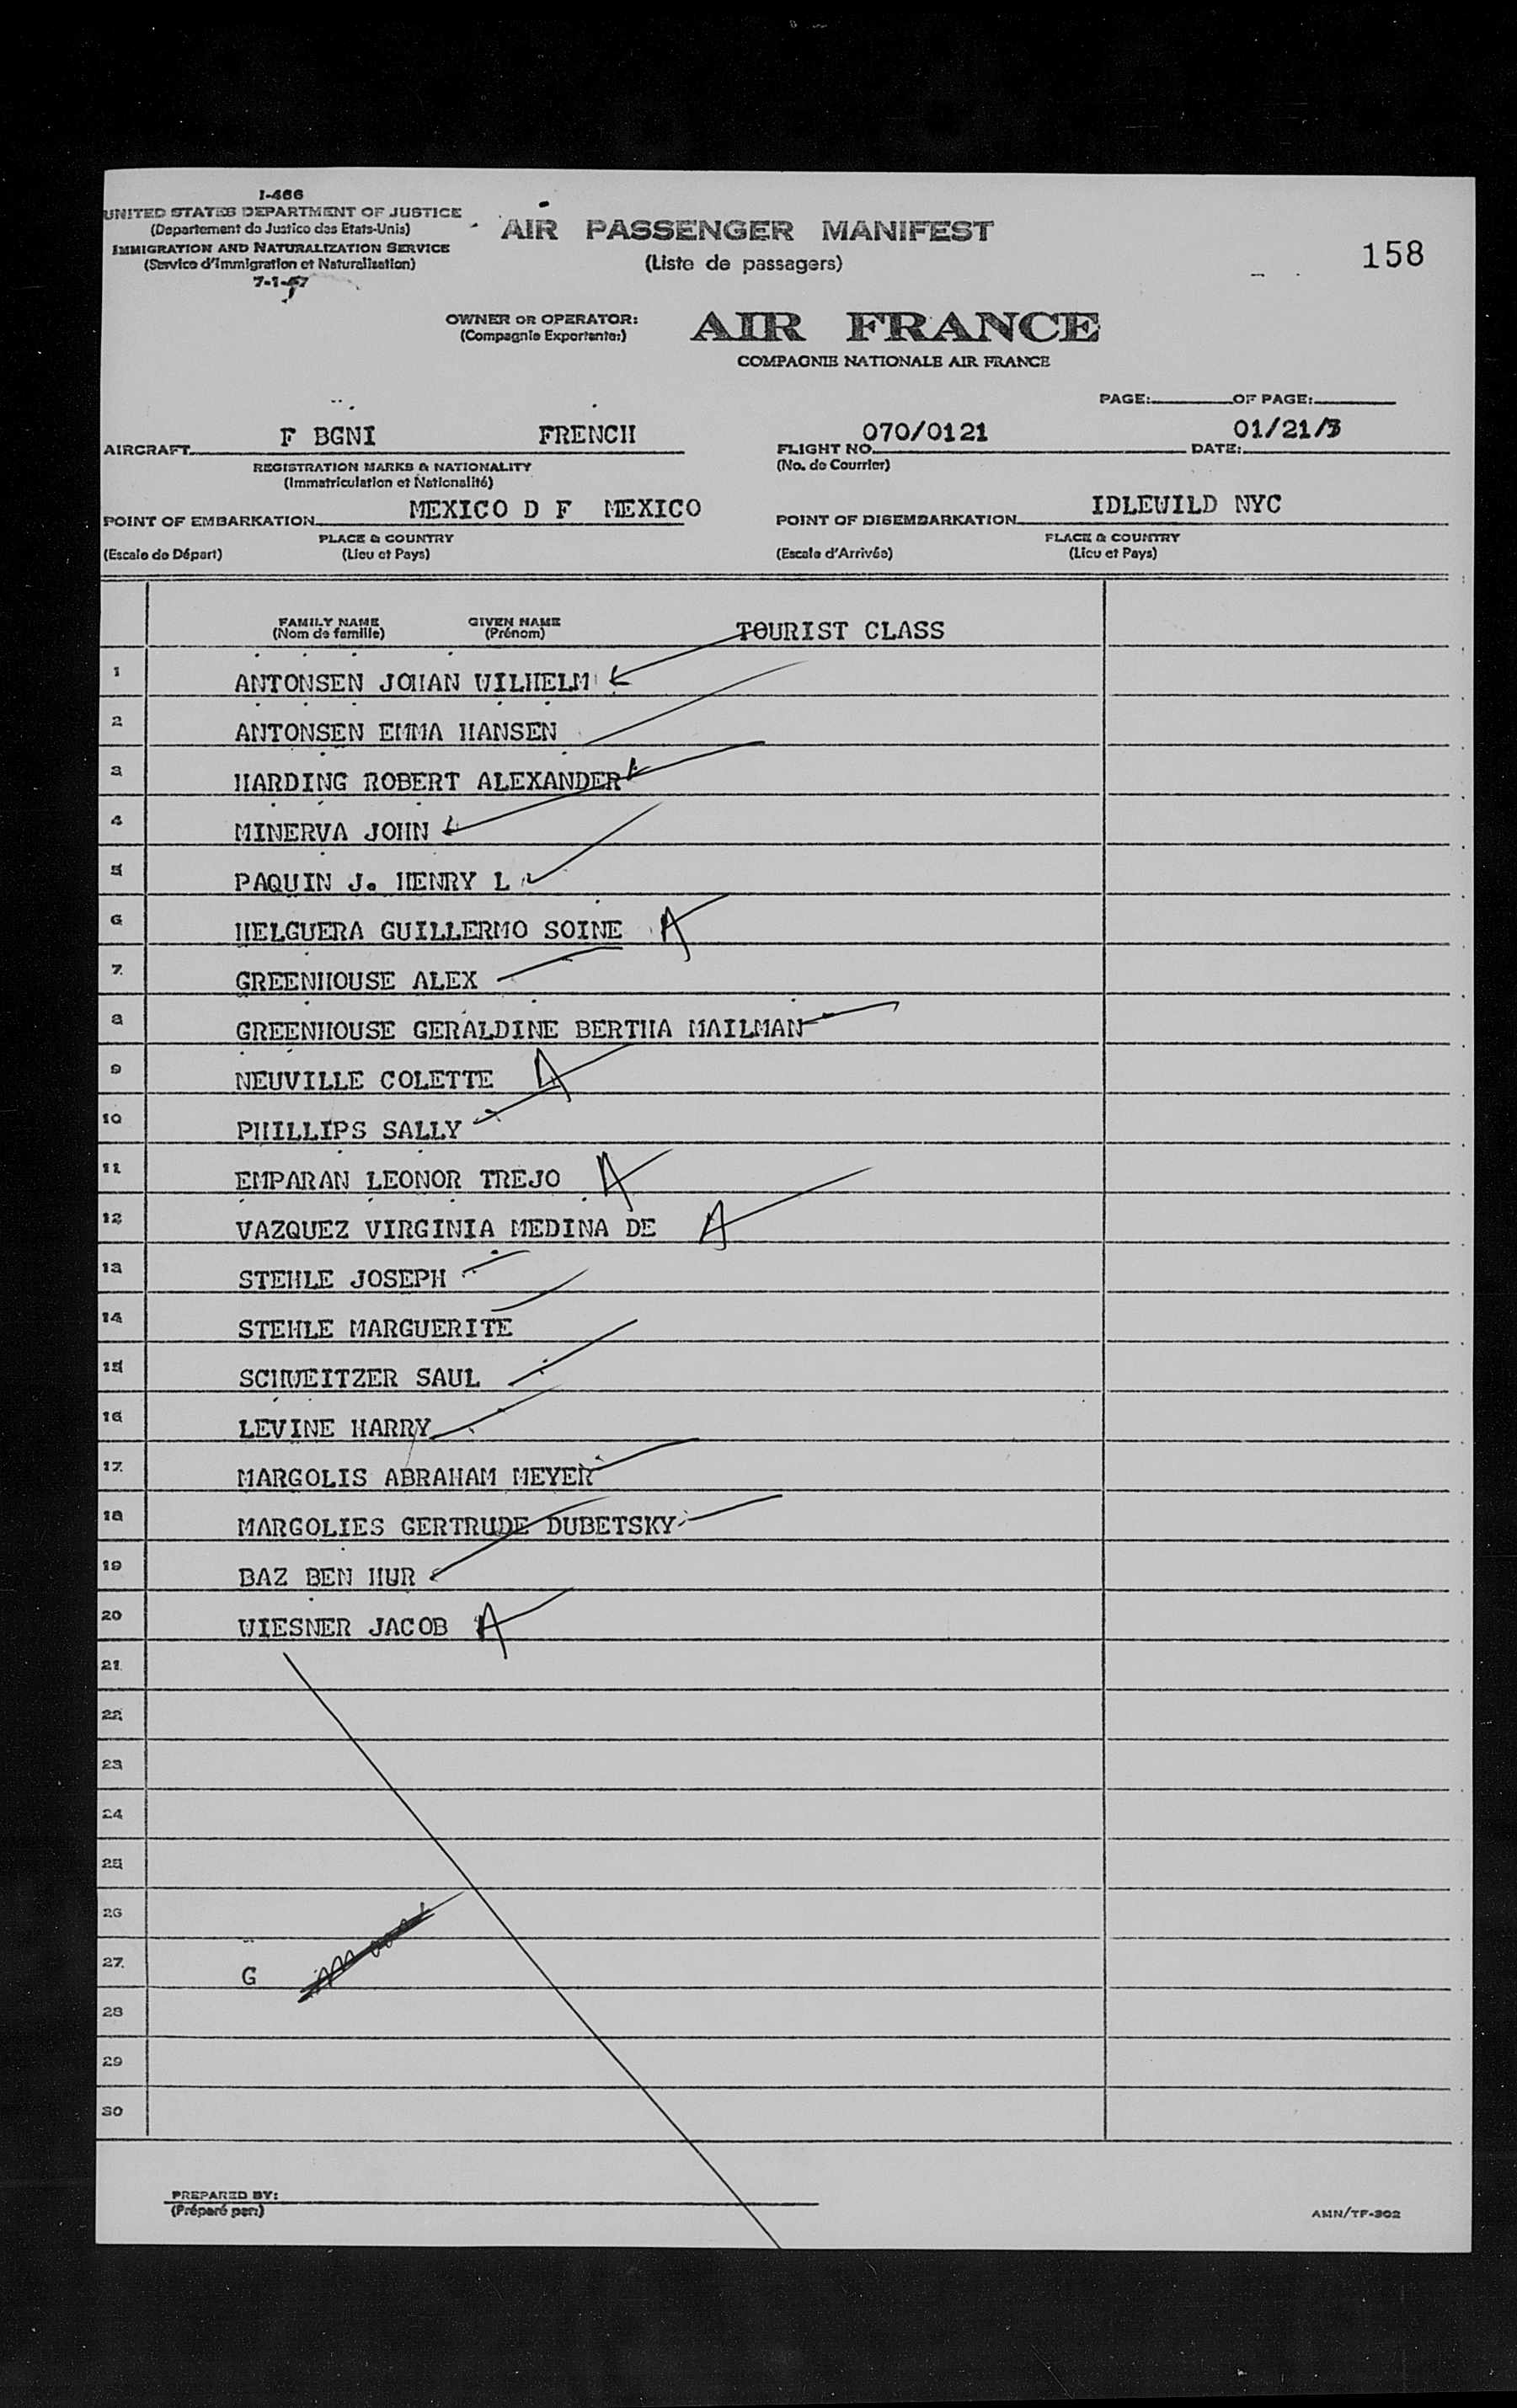 I-466
UNITED STATES DEPARTMENT OF JUSTICE
(Departement de Justice des Etats-Unis)
IMMIGRATION AND NATURALIZATION SERVICE
(Service d'Immigration et Naturalisation)
7-1-57
AIR PASSENGER MANIFEST
(Liste de passagers)
158
OWNER OR OPERATOR: AIR FRANCE
(Compagnie Exportante:)
COMPAGNIE NATIONALE AIR FRANCE
PAGE: OF PAGE:
AIRCRAFT F BGNI FRENCH FLIGHT NO. 070/0121 DATE: 01/21/3
REGISTRATION MARKS & NATIONALITY (No. de Courrier)
(Immatriculation et Nationalité)
POINT OF EMBARKATION MEXICO D F MEXICO POINT OF DISEMBARKATION IDLEWILD NYC
PLACE & COUNTRY PLACE & COUNTRY
(Escale de Départ) (Lieu et Pays) (Escale d'Arrivée) (Lieu et Pays)
FAMILY NAME GIVEN NAME TOURIST CLASS
(Nom de famille) (Prénom)
1 ANTONSEN JOHAN WILHELM
2 ANTONSEN EMMA HANSEN
3 HARDING ROBERT ALEXANDER
4 MINERVA JOHN
5 PAQUIN J. HENRY L
6 HELGUERA GUILLERMO SOINE A
7 GREENHOUSE ALEX
8 GREENHOUSE GERALDINE BERTHA MAILMAN
9 NEUVILLE COLETTE A
10 PHILLIPS SALLY
11 EMPARAN LEONOR TREJO A
12 VAZQUEZ VIRGINIA MEDINA DE A
13 STEHLE JOSEPH
14 STEHLE MARGUERITE
15 SCHWEITZER SAUL
16 LEVINE HARRY
17 MARGOLIS ABRAHAM MEYER
18 MARGOLIES GERTRUDE DUBETSKY
19 BAZ BEN HUR
20 WIESNER JACOB A
21
22
23
24
25
26
27 G
28
29
30
PREPARED BY:
(Préparé par:)
AMN/TF-302